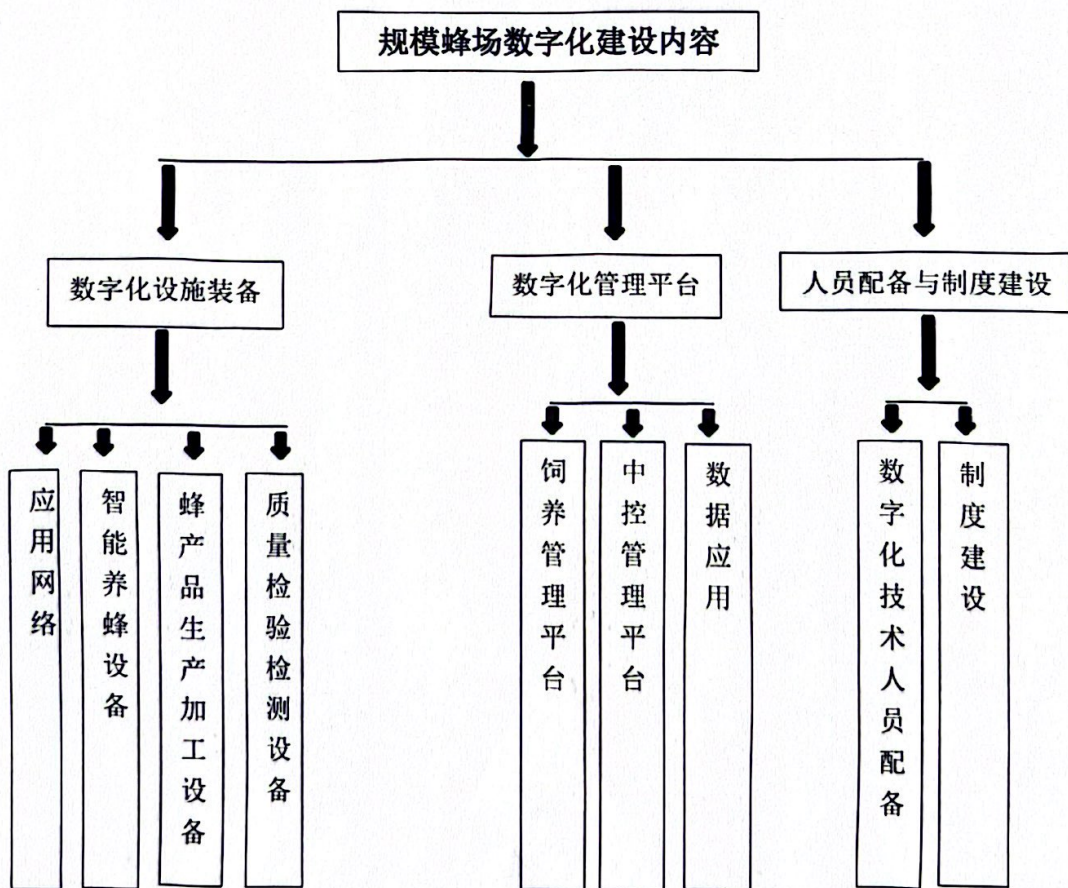 规模蜂场数字化建设内容
数字化设施装备
数字化管理平台
人员配备与制度建设
应用网络
智能养蜂设备
蜂产品生产加工设备
质量检验检测设备
饲养管理平台
中控管理平台
数据应用
数字化技术人员配备
制度建设